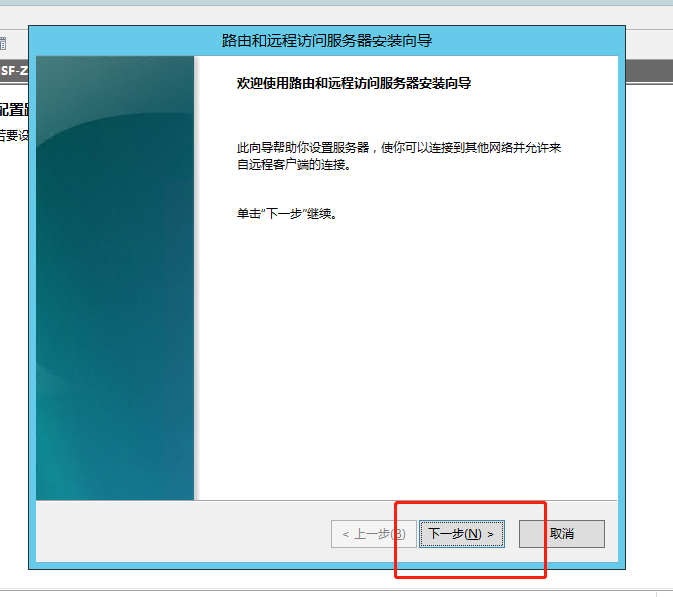 路由和远程访问服务器安装向导
SF-Z
欢迎使用路由和远程访问服务器安装向导
配置
若要设
此向导帮助你设置服务器，使你可以连接到其他网络并允许来
自远程客户端的连接。
单击"下一步"继续。
< 上一步(B)
下一步(N) >
取消